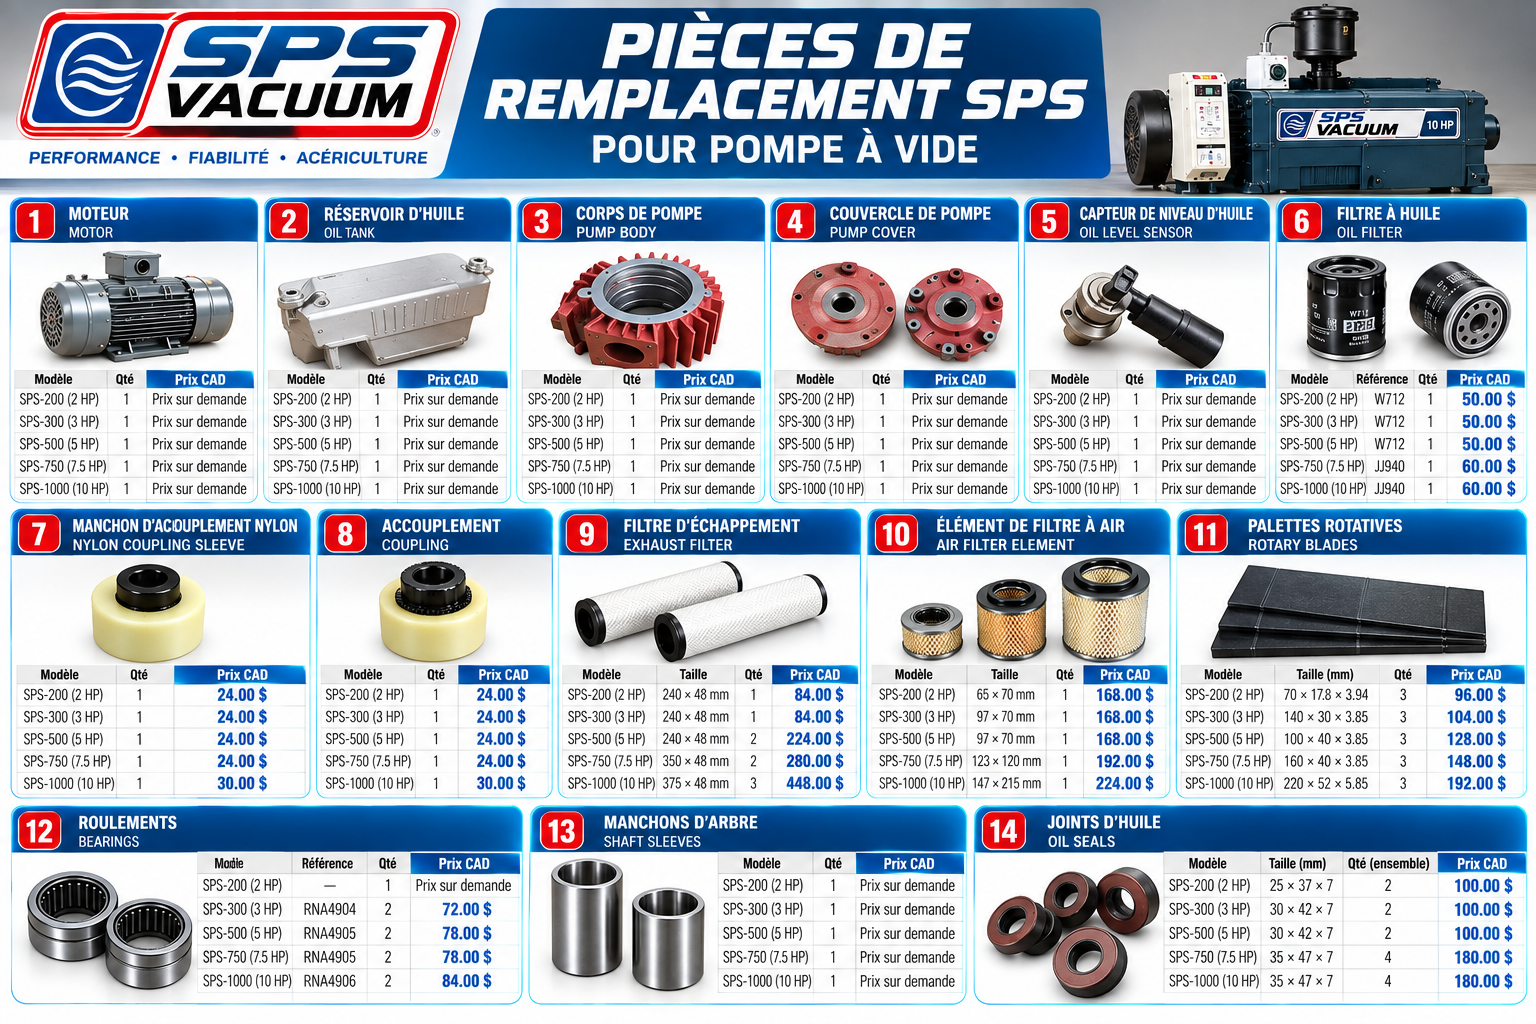 SPS
VACUUM
®
PERFORMANCE • FIABILITÉ • ACÉRICULTURE
PIÈCES DE
REMPLACEMENT SPS
POUR POMPE À VIDE
SPS
VACUUM
10 HP
1
MOTEUR
MOTOR
Modèle Qté Prix CAD
SPS-200 (2 HP) 1 Prix sur demande
SPS-300 (3 HP) 1 Prix sur demande
SPS-500 (5 HP) 1 Prix sur demande
SPS-750 (7.5 HP) 1 Prix sur demande
SPS-1000 (10 HP) 1 Prix sur demande
2
RÉSERVOIR D'HUILE
OIL TANK
Modèle Qté Prix CAD
SPS-200 (2 HP) 1 Prix sur demande
SPS-300 (3 HP) 1 Prix sur demande
SPS-500 (5 HP) 1 Prix sur demande
SPS-750 (7.5 HP) 1 Prix sur demande
SPS-1000 (10 HP) 1 Prix sur demande
3
CORPS DE POMPE
PUMP BODY
Modèle Qté Prix CAD
SPS-200 (2 HP) 1 Prix sur demande
SPS-300 (3 HP) 1 Prix sur demande
SPS-500 (5 HP) 1 Prix sur demande
SPS-750 (7.5 HP) 1 Prix sur demande
SPS-1000 (10 HP) 1 Prix sur demande
4
COUVERCLE DE POMPE
PUMP COVER
Modèle Qté Prix CAD
SPS-200 (2 HP) 1 Prix sur demande
SPS-300 (3 HP) 1 Prix sur demande
SPS-500 (5 HP) 1 Prix sur demande
SPS-750 (7.5 HP) 1 Prix sur demande
SPS-1000 (10 HP) 1 Prix sur demande
5
CAPTEUR DE NIVEAU D'HUILE
OIL LEVEL SENSOR
Modèle Qté Prix CAD
SPS-200 (2 HP) 1 Prix sur demande
SPS-300 (3 HP) 1 Prix sur demande
SPS-500 (5 HP) 1 Prix sur demande
SPS-750 (7.5 HP) 1 Prix sur demande
SPS-1000 (10 HP) 1 Prix sur demande
6
FILTRE À HUILE
OIL FILTER
Modèle Référence Qté Prix CAD
SPS-200 (2 HP) W712 1 50.00 $
SPS-300 (3 HP) W712 1 50.00 $
SPS-500 (5 HP) W712 1 50.00 $
SPS-750 (7.5 HP) JJ940 1 60.00 $
SPS-1000 (10 HP) JJ940 1 60.00 $
7
MANCHON D'ACOUPLEMENT NYLON
NYLON COUPLING SLEEVE
Modèle Qté Prix CAD
SPS-200 (2 HP) 1 24.00 $
SPS-300 (3 HP) 1 24.00 $
SPS-500 (5 HP) 1 24.00 $
SPS-750 (7.5 HP) 1 24.00 $
SPS-1000 (10 HP) 1 30.00 $
8
ACCOUPLEMENT
COUPLING
Modèle Qté Prix CAD
SPS-200 (2 HP) 1 24.00 $
SPS-300 (3 HP) 1 24.00 $
SPS-500 (5 HP) 1 24.00 $
SPS-750 (7.5 HP) 1 24.00 $
SPS-1000 (10 HP) 1 30.00 $
9
FILTRE D'ÉCHAPPEMENT
EXHAUST FILTER
Modèle Taille Qté Prix CAD
SPS-200 (2 HP) 240 × 48 mm 1 84.00 $
SPS-300 (3 HP) 240 × 48 mm 1 84.00 $
SPS-500 (5 HP) 240 × 48 mm 2 224.00 $
SPS-750 (7.5 HP) 350 × 48 mm 2 280.00 $
SPS-1000 (10 HP) 375 × 48 mm 3 448.00 $
10
ÉLÉMENT DE FILTRE À AIR
AIR FILTER ELEMENT
Modèle Taille Qté Prix CAD
SPS-200 (2 HP) 65 × 70 mm 1 168.00 $
SPS-300 (3 HP) 97 × 70 mm 1 168.00 $
SPS-500 (5 HP) 97 × 70 mm 1 168.00 $
SPS-750 (7.5 HP) 123 × 120 mm 1 192.00 $
SPS-1000 (10 HP) 147 × 215 mm 1 224.00 $
11
PALETTES ROTATIVES
ROTARY BLADES
Modèle Taille (mm) Qté Prix CAD
SPS-200 (2 HP) 70 × 17.8 × 3.94 3 96.00 $
SPS-300 (3 HP) 140 × 30 × 3.85 3 104.00 $
SPS-500 (5 HP) 100 × 40 × 3.85 3 128.00 $
SPS-750 (7.5 HP) 160 × 40 × 3.85 3 148.00 $
SPS-1000 (10 HP) 220 × 52 × 5.85 3 192.00 $
12
ROULEMENTS
BEARINGS
Modèle Référence Qté Prix CAD
SPS-200 (2 HP) — 1 Prix sur demande
SPS-300 (3 HP) RNA4904 2 72.00 $
SPS-500 (5 HP) RNA4905 2 78.00 $
SPS-750 (7.5 HP) RNA4905 2 78.00 $
SPS-1000 (10 HP) RNA4906 2 84.00 $
13
MANCHONS D'ARBRE
SHAFT SLEEVES
Modèle Qté Prix CAD
SPS-200 (2 HP) 1 Prix sur demande
SPS-300 (3 HP) 1 Prix sur demande
SPS-500 (5 HP) 1 Prix sur demande
SPS-750 (7.5 HP) 1 Prix sur demande
SPS-1000 (10 HP) 1 Prix sur demande
14
JOINTS D'HUILE
OIL SEALS
Modèle Taille (mm) Qté (ensemble) Prix CAD
SPS-200 (2 HP) 25 × 37 × 7 2 100.00 $
SPS-300 (3 HP) 30 × 42 × 7 2 100.00 $
SPS-500 (5 HP) 30 × 42 × 7 2 100.00 $
SPS-750 (7.5 HP) 35 × 47 × 7 4 180.00 $
SPS-1000 (10 HP) 35 × 47 × 7 4 180.00 $